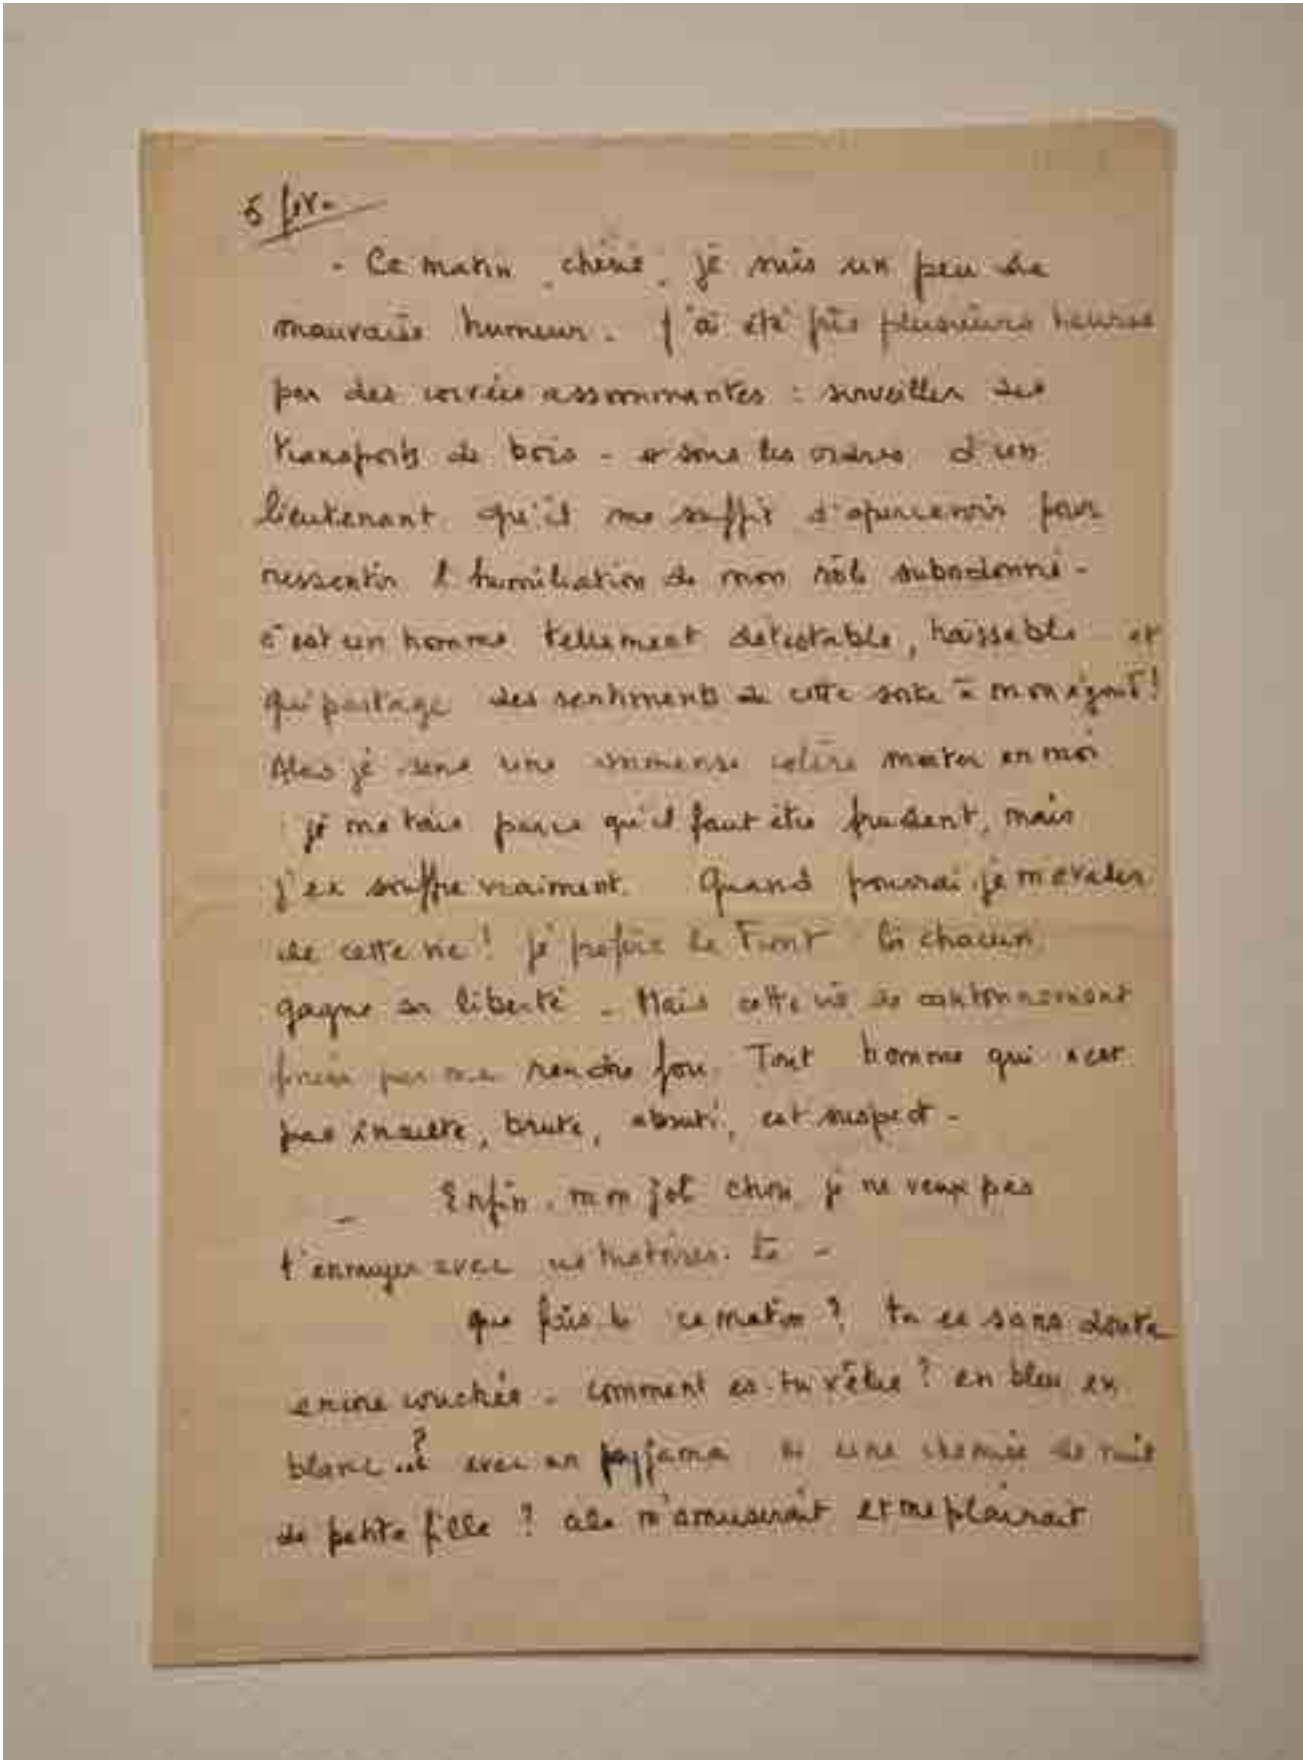 5 fev.
- Ce matin, chérie, je suis un peu de
mauvaise humeur. J'ai été pris plusieurs heures
par des corvées assommantes : surveiller des
transports de bois - et sous les ordres d'un
lieutenant qu'il me suffit d'apercevoir pour
ressentir l'humiliation de mon rôle subordonné -
c'est un homme tellement détestable, haïssable et
qui partage des sentiments de cette sorte à mon égard !
Alors je sens une immense colère monter en moi
je me tais parce qu'il faut être prudent, mais
j'en souffre vraiment. Quand pourrai-je m'évader
de cette vie ! je préfère le Front là chacun
gagne sa liberté - Mais cette vie de cantonnement
finira par me rendre fou. Tout homme qui n'est
pas inculte, brute, abruti, est suspect -
- Enfin, mon joli chou, je ne veux pas
t'ennuyer avec ces histoires. -
que fais-tu ce matin ? tu es sans doute
encore couchée - comment es-tu vêtue ? en bleu en
blanc ..? avec un pyjama ou une chemise de nuit
de petite fille ? cela m'amuserait et me plairait